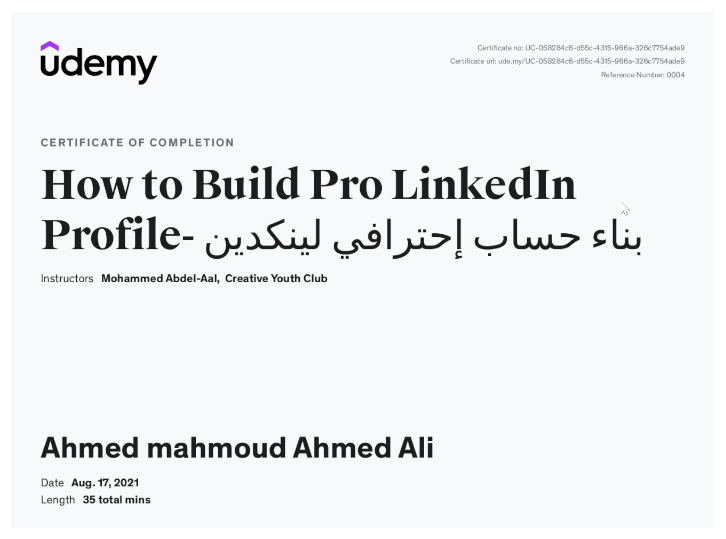 udemy
Certificate no: UC-058284c6-d55c-4315-966a-326c7754ade9
Certificate url: ude.my/UC-058284c6-d55c-4315-966a-326c7754ade9
Reference Number: 0004
CERTIFICATE OF COMPLETION
How to Build Pro LinkedIn
Profile- بناء حساب إحترافي لينكدين
Instructors Mohammed Abdel-Aal, Creative Youth Club
Ahmed mahmoud Ahmed Ali
Date Aug. 17, 2021
Length 35 total mins